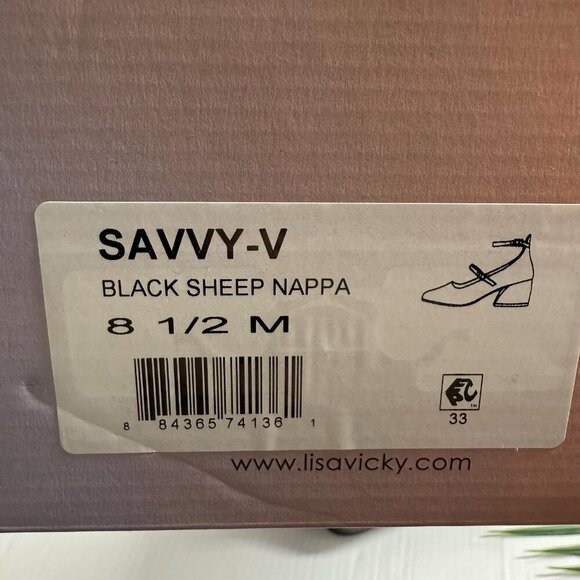 SAVVY-V
BLACK SHEEP NAPPA
8 1/2 M
8 84365 74136 1
33
www.lisavicky.com